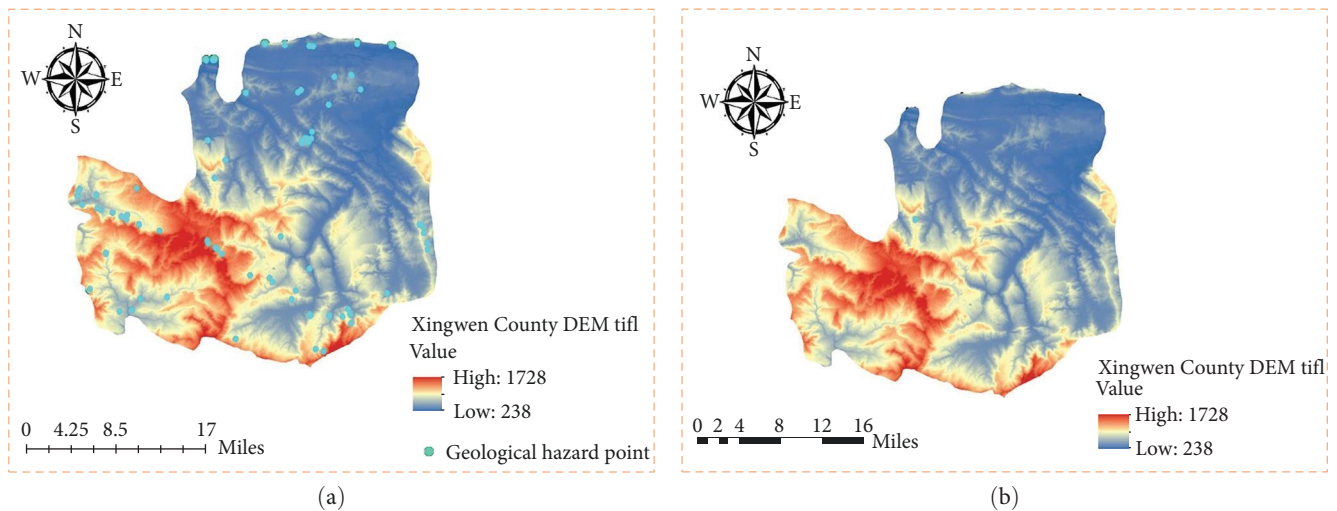 N
W E
S
Xingwen County DEM tifl
Value
High: 1728
Low: 238
0 4.25 8.5 17
Miles
Geological hazard point
(a)
N
W E
S
Xingwen County DEM tifl
Value
High: 1728
Low: 238
0 2 4 8 12 16
Miles
(b)